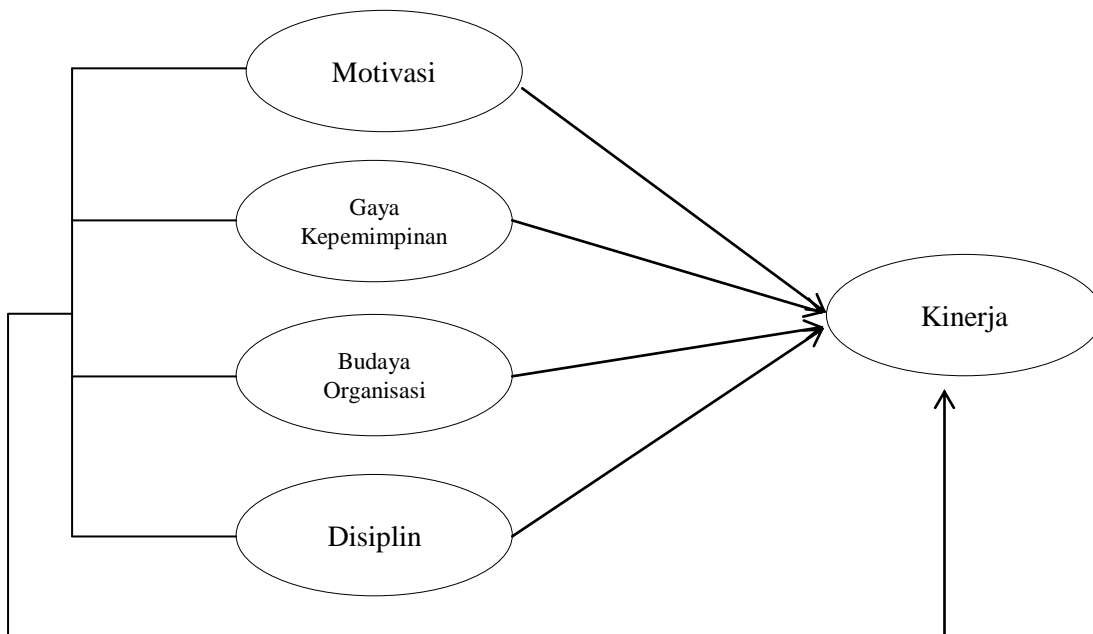 Motivasi
Gaya
Kepemimpinan
Budaya
Organisasi
Disiplin
Kinerja